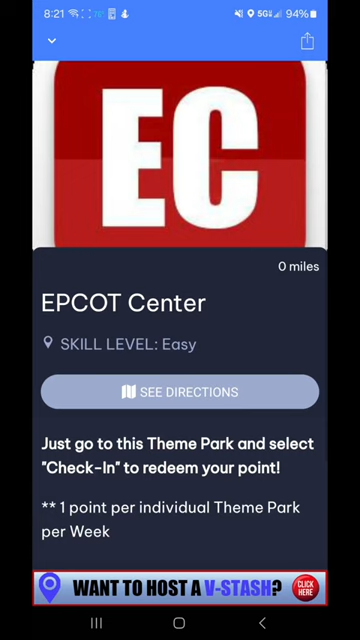 8:21 5G 94%
EC
0 miles
EPCOT Center
SKILL LEVEL: Easy
SEE DIRECTIONS
Just go to this Theme Park and select
"Check-In" to redeem your point!
** 1 point per individual Theme Park
per Week
WANT TO HOST A V-STASH?
CLICK
HERE